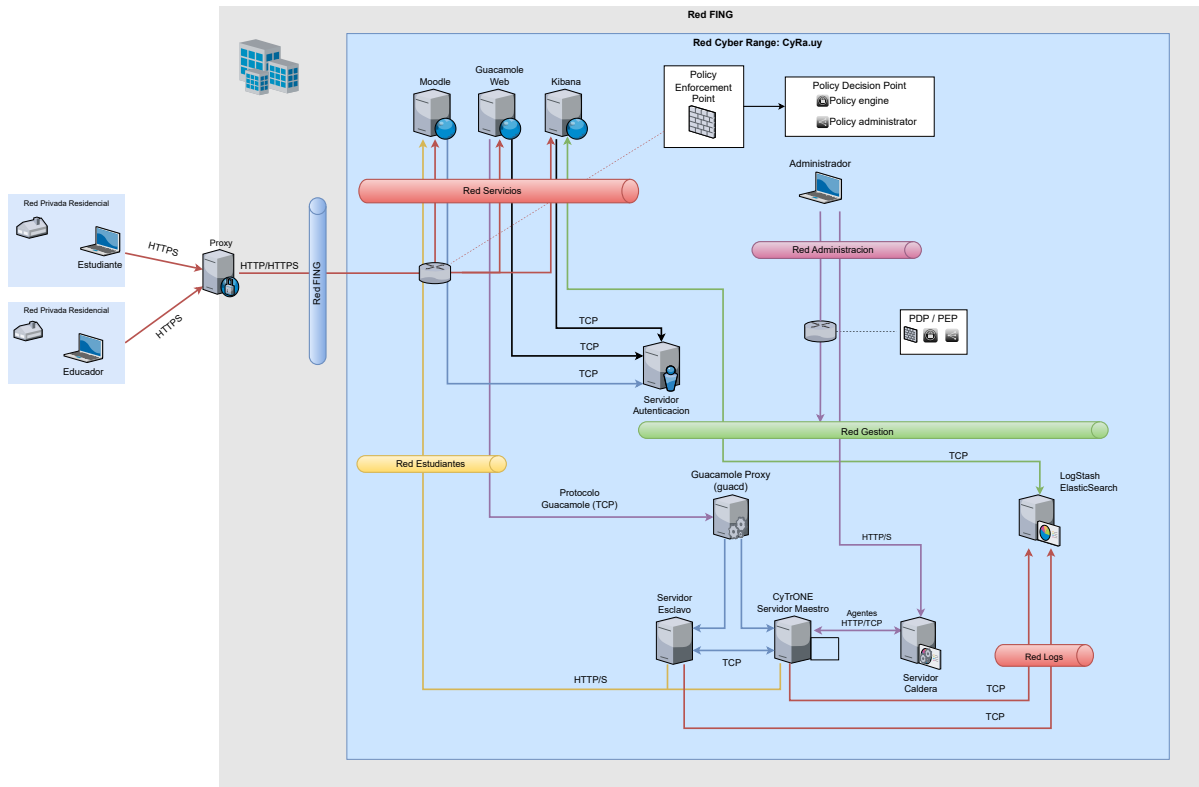 Red FING
Red Cyber Range: CyRa.uy
Moodle
Guacamole
Web
Kibana
Policy
Enforcement
Point
Policy Decision Point
Policy engine
Policy administrator
Administrador
Red Servicios
Red Privada Residencial
Estudiante
HTTPS
Proxy
HTTP/HTTPS
Red FING
Red Administracion
Red Privada Residencial
Educador
HTTPS
PDP / PEP
TCP
TCP
TCP
Servidor
Autenticacion
Red Gestion
Red Estudiantes
TCP
Guacamole Proxy
(guacd)
LogStash
ElasticSearch
Protocolo
Guacamole (TCP)
HTTP/S
Servidor
Esclavo
CyTrONE
Servidor Maestro
Agentes
HTTP/TCP
TCP
Red Logs
HTTP/S
Servidor
Caldera
TCP
TCP